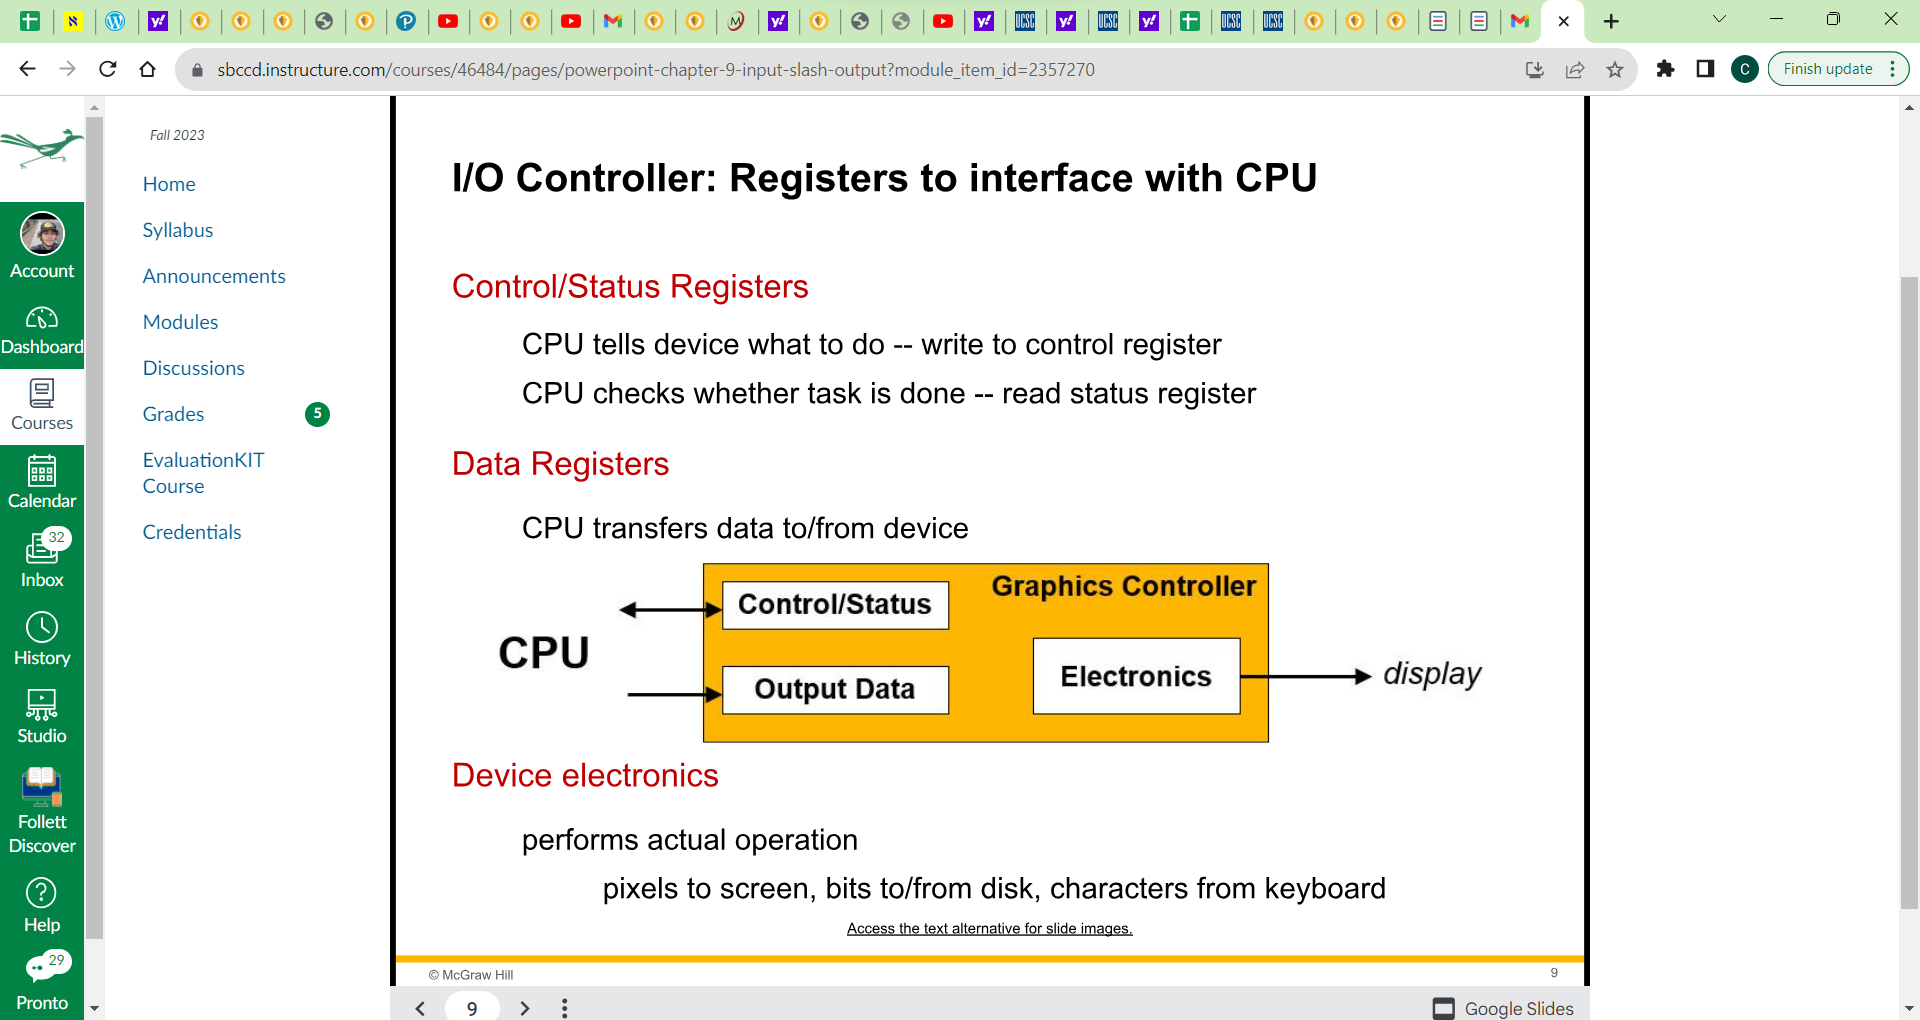 sbccd.instructure.com/courses/46484/pages/powerpoint-chapter-9-input-slash-output?module_item_id=2357270
C
Finish update
Fall 2023
Home
Syllabus
Announcements
Modules
Discussions
Grades
5
EvaluationKIT
Course
Credentials
Account
Dashboard
Courses
Calendar
32
Inbox
History
Studio
Follett
Discover
Help
29
Pronto
I/O Controller: Registers to interface with CPU
Control/Status Registers
CPU tells device what to do -- write to control register
CPU checks whether task is done -- read status register
Data Registers
CPU transfers data to/from device
Graphics Controller
Control/Status
CPU
Electronics
display
Output Data
Device electronics
performs actual operation
pixels to screen, bits to/from disk, characters from keyboard
Access the text alternative for slide images.
© McGraw Hill
9
9
Google Slides